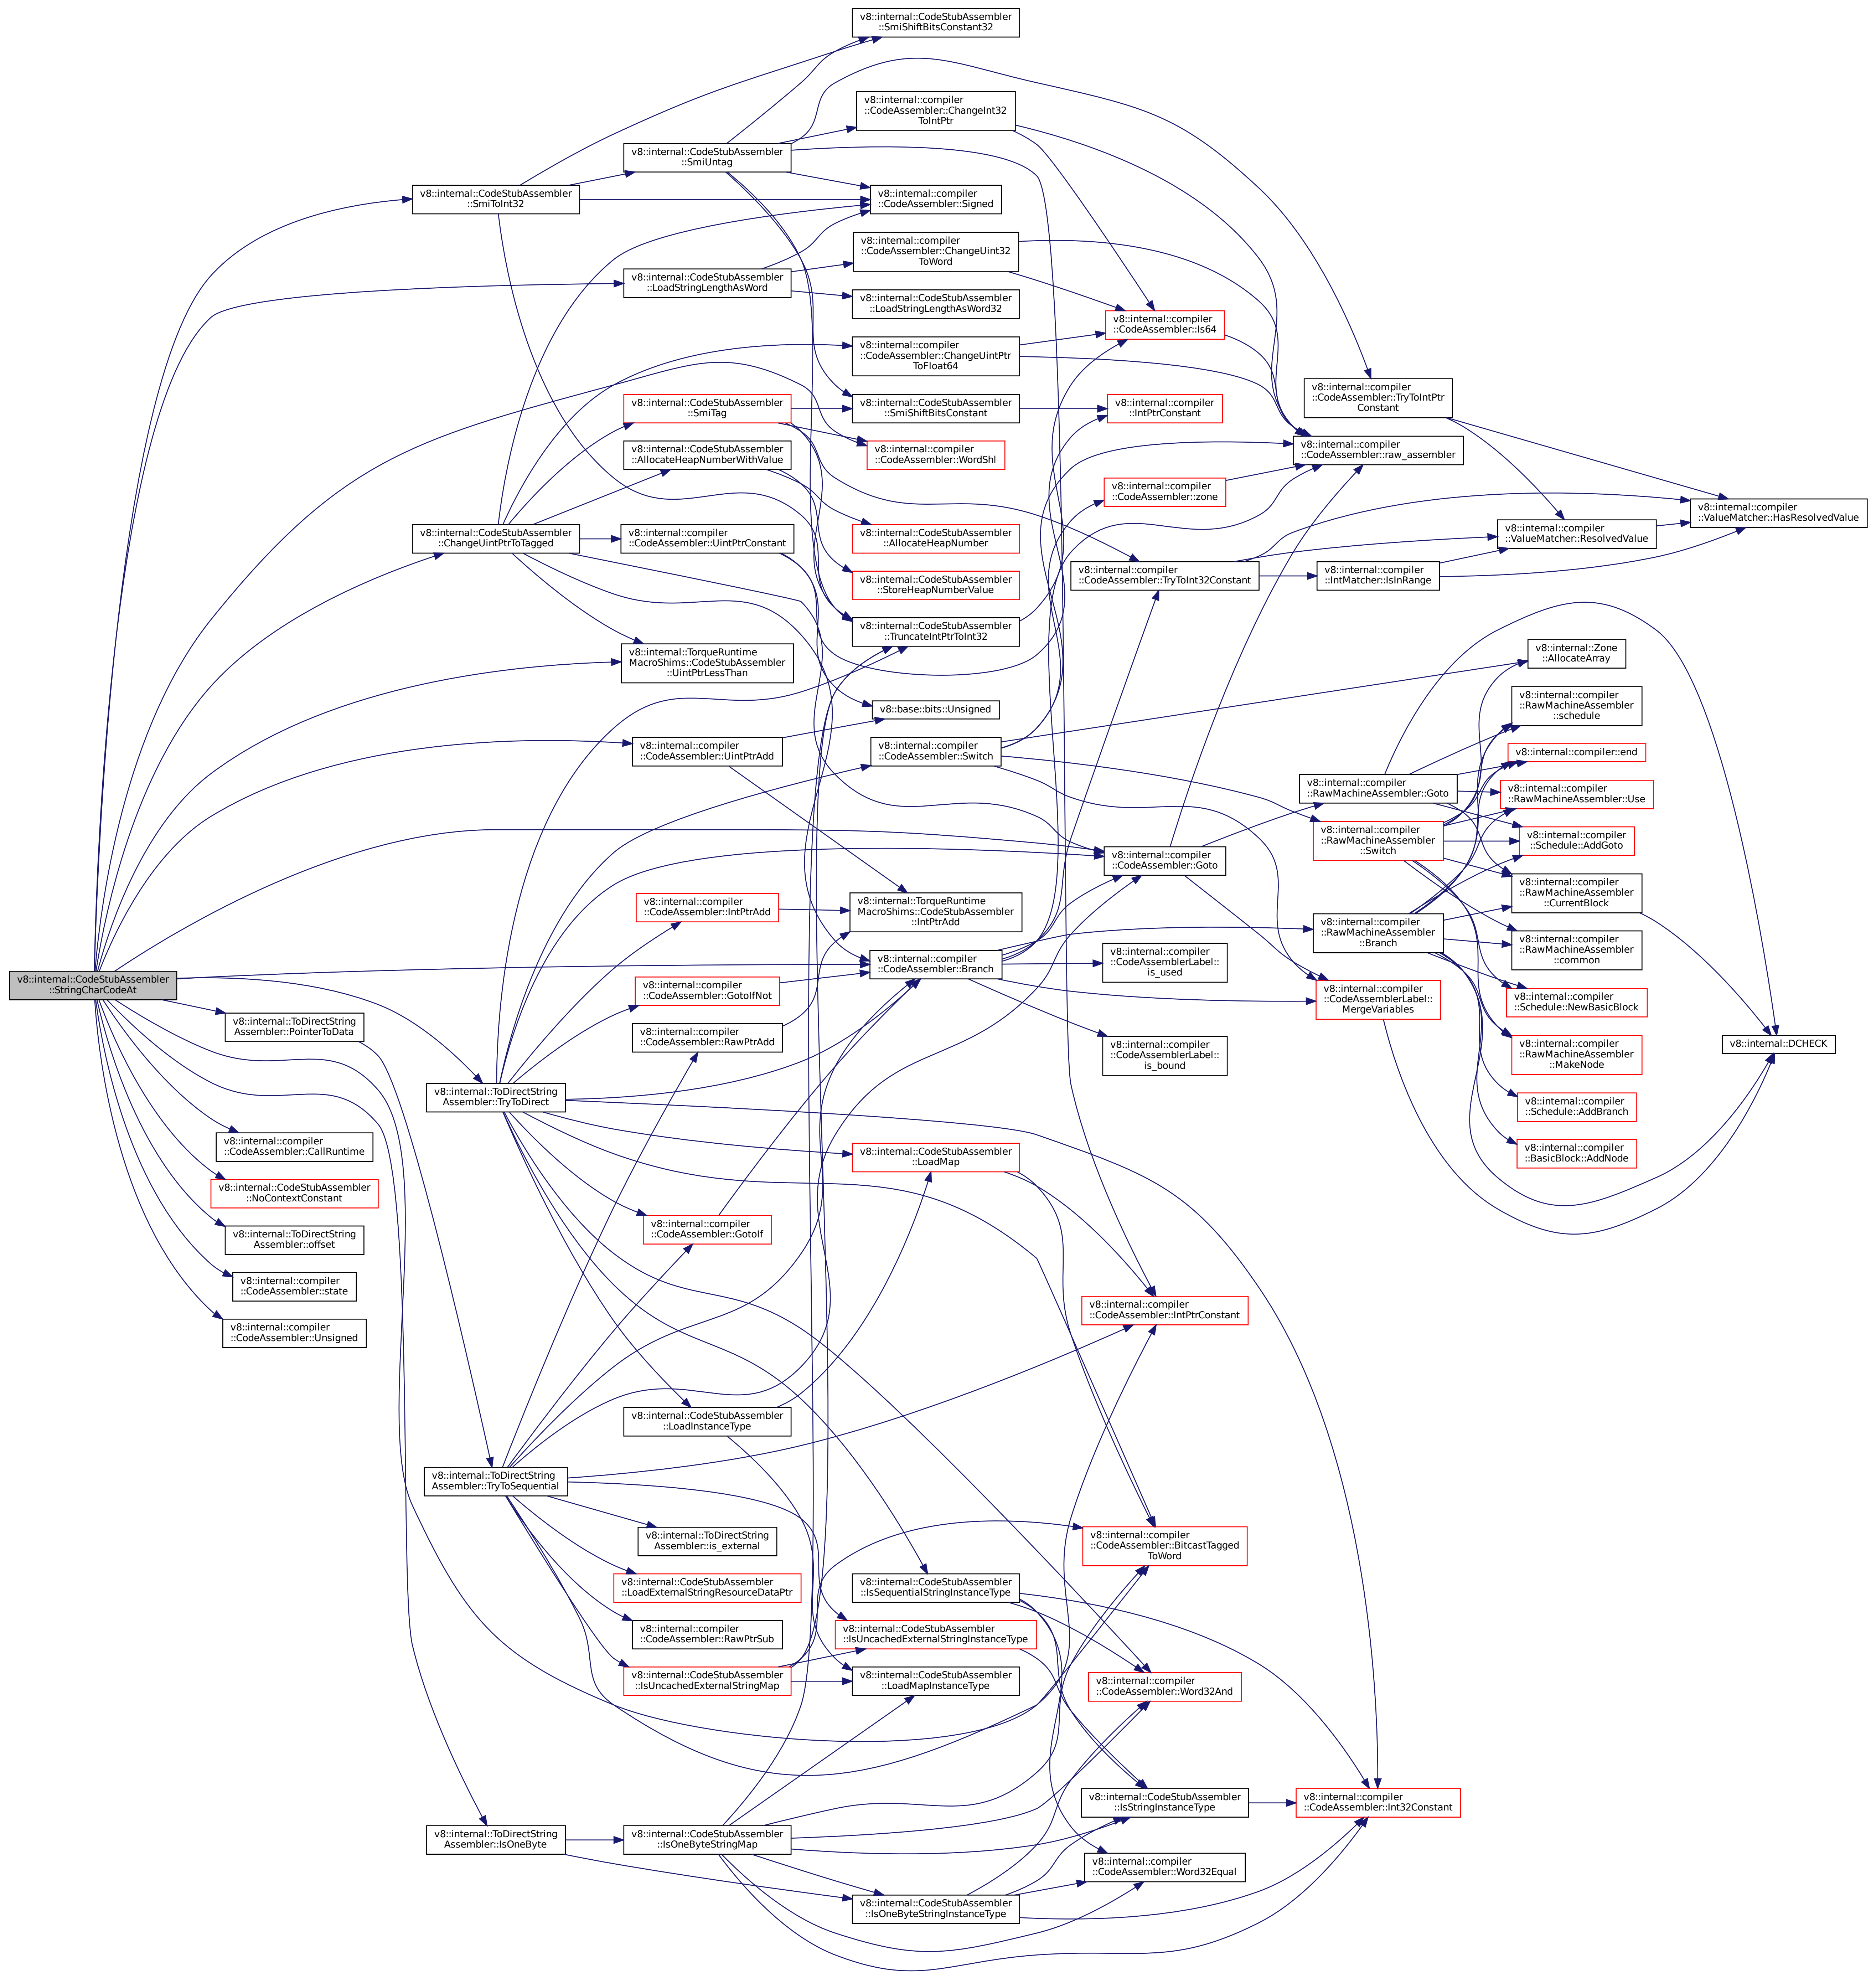 v8::internal::CodeStubAssembler
::StringCharCodeAt
v8::internal::ToDirectString
Assembler::PointerToData
v8::internal::compiler
::CodeAssembler::CallRuntime
v8::internal::CodeStubAssembler
::NoContextConstant
v8::internal::ToDirectString
Assembler::offset
v8::internal::compiler
::CodeAssembler::state
v8::internal::compiler
::CodeAssembler::Unsigned
v8::internal::CodeStubAssembler
::SmiToInt32
v8::internal::CodeStubAssembler
::ChangeUintPtrToTagged
v8::internal::ToDirectString
Assembler::TryToDirect
v8::internal::ToDirectString
Assembler::TryToSequential
v8::internal::ToDirectString
Assembler::IsOneByte
v8::internal::CodeStubAssembler
::SmiUntag
v8::internal::CodeStubAssembler
::LoadStringLengthAsWord
v8::internal::CodeStubAssembler
::SmiTag
v8::internal::CodeStubAssembler
::AllocateHeapNumberWithValue
v8::internal::compiler
::CodeAssembler::UintPtrConstant
v8::internal::TorqueRuntime
MacroShims::CodeStubAssembler
::UintPtrLessThan
v8::internal::compiler
::CodeAssembler::UintPtrAdd
v8::internal::compiler
::CodeAssembler::IntPtrAdd
v8::internal::compiler
::CodeAssembler::GotoIfNot
v8::internal::compiler
::CodeAssembler::RawPtrAdd
v8::internal::compiler
::CodeAssembler::GotoIf
v8::internal::CodeStubAssembler
::LoadInstanceType
v8::internal::ToDirectString
Assembler::is_external
v8::internal::CodeStubAssembler
::LoadExternalStringResourceDataPtr
v8::internal::compiler
::CodeAssembler::RawPtrSub
v8::internal::CodeStubAssembler
::IsUncachedExternalStringMap
v8::internal::CodeStubAssembler
::IsOneByteStringMap
v8::internal::CodeStubAssembler
::SmiShiftBitsConstant32
v8::internal::compiler
::CodeAssembler::ChangeInt32
ToIntPtr
v8::internal::compiler
::CodeAssembler::Signed
v8::internal::compiler
::CodeAssembler::ChangeUint32
ToWord
v8::internal::CodeStubAssembler
::LoadStringLengthAsWord32
v8::internal::compiler
::CodeAssembler::ChangeUintPtr
ToFloat64
v8::internal::CodeStubAssembler
::SmiShiftBitsConstant
v8::internal::compiler
::CodeAssembler::WordShl
v8::internal::CodeStubAssembler
::AllocateHeapNumber
v8::internal::CodeStubAssembler
::StoreHeapNumberValue
v8::internal::CodeStubAssembler
::TruncateIntPtrToInt32
v8::base::bits::Unsigned
v8::internal::compiler
::CodeAssembler::Switch
v8::internal::TorqueRuntime
MacroShims::CodeStubAssembler
::IntPtrAdd
v8::internal::compiler
::CodeAssembler::Branch
v8::internal::CodeStubAssembler
::LoadMap
v8::internal::CodeStubAssembler
::IsSequentialStringInstanceType
v8::internal::CodeStubAssembler
::IsUncachedExternalStringInstanceType
v8::internal::CodeStubAssembler
::LoadMapInstanceType
v8::internal::CodeStubAssembler
::IsOneByteStringInstanceType
v8::internal::compiler
::CodeAssembler::Is64
v8::internal::compiler
::IntPtrConstant
v8::internal::compiler
::CodeAssembler::zone
v8::internal::compiler
::CodeAssembler::TryToInt32Constant
v8::internal::compiler
::CodeAssembler::Goto
v8::internal::compiler
::CodeAssemblerLabel::
is_used
v8::internal::compiler
::CodeAssemblerLabel::
is_bound
v8::internal::compiler
::CodeAssembler::IntPtrConstant
v8::internal::compiler
::CodeAssembler::BitcastTagged
ToWord
v8::internal::compiler
::CodeAssembler::Word32And
v8::internal::CodeStubAssembler
::IsStringInstanceType
v8::internal::compiler
::CodeAssembler::Word32Equal
v8::internal::compiler
::CodeAssembler::TryToIntPtr
Constant
v8::internal::compiler
::CodeAssembler::raw_assembler
v8::internal::compiler
::IntMatcher::IsInRange
v8::internal::compiler
::RawMachineAssembler::Goto
v8::internal::compiler
::RawMachineAssembler
::Switch
v8::internal::compiler
::RawMachineAssembler
::Branch
v8::internal::compiler
::CodeAssemblerLabel::
MergeVariables
v8::internal::compiler
::CodeAssembler::Int32Constant
v8::internal::compiler
::ValueMatcher::ResolvedValue
v8::internal::Zone
::AllocateArray
v8::internal::compiler
::RawMachineAssembler
::schedule
v8::internal::compiler::end
v8::internal::compiler
::RawMachineAssembler::Use
v8::internal::compiler
::Schedule::AddGoto
v8::internal::compiler
::RawMachineAssembler
::CurrentBlock
v8::internal::compiler
::RawMachineAssembler
::common
v8::internal::compiler
::Schedule::NewBasicBlock
v8::internal::compiler
::RawMachineAssembler
::MakeNode
v8::internal::compiler
::Schedule::AddBranch
v8::internal::compiler
::BasicBlock::AddNode
v8::internal::compiler
::ValueMatcher::HasResolvedValue
v8::internal::DCHECK